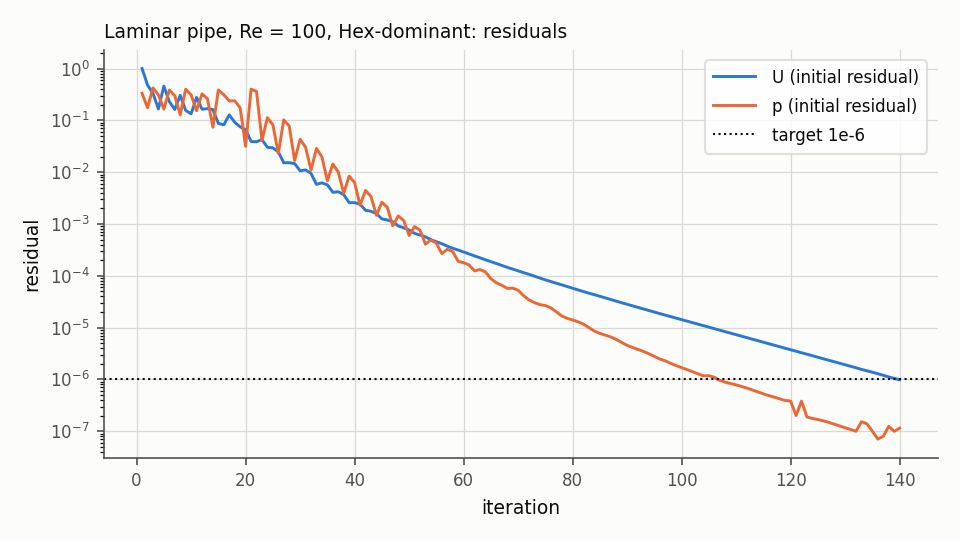 Laminar pipe, Re = 100, Hex-dominant: residuals
U (initial residual)
p (initial residual)
target 1e-6
residual
10⁰
10⁻¹
10⁻²
10⁻³
10⁻⁴
10⁻⁵
10⁻⁶
10⁻⁷
0 20 40 60 80 100 120 140
iteration